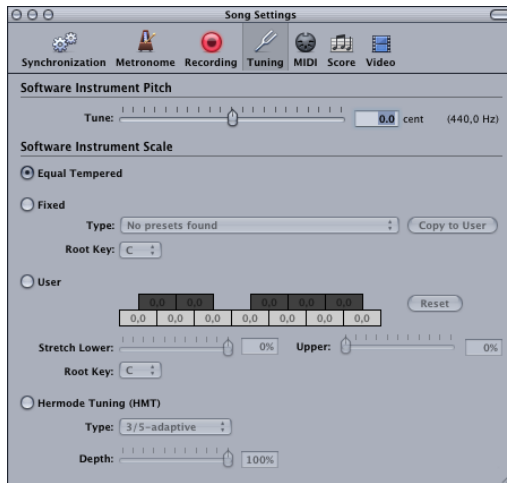 Song Settings
Synchronization Metronome Recording Tuning MIDI Score Video
Software Instrument Pitch
Tune: 0.0 cent (440,0 Hz)
Software Instrument Scale
Equal Tempered
Fixed
Type: No presets found Copy to User
Root Key: C
User
0,0 0,0 0,0 0,0 0,0
Reset
0,0 0,0 0,0 0,0 0,0 0,0 0,0
Stretch Lower: 0% Upper: 0%
Root Key: C
Hermode Tuning (HMT)
Type: 3/5-adaptive
Depth: 100%